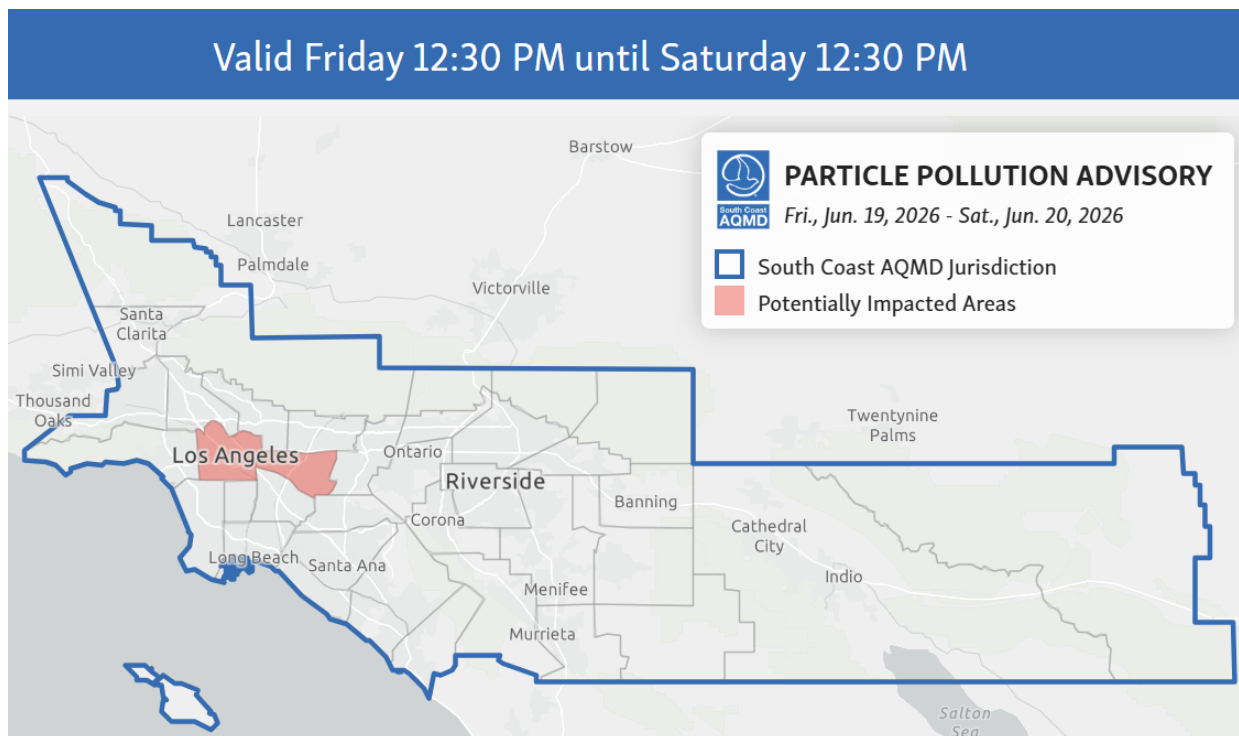 Valid Friday 12:30 PM until Saturday 12:30 PM
Barstow
PARTICLE POLLUTION ADVISORY
South Coast
AQMD
Fri., Jun. 19, 2026 - Sat., Jun. 20, 2026
South Coast AQMD Jurisdiction
Potentially Impacted Areas
Lancaster
Palmdale
Victorville
Santa
Clarita
Simi Valley
Thousand
Oaks
Twentynine
Palms
Los Angeles
Ontario
Riverside
Banning
Corona
Cathedral
City
Long Beach
Santa Ana
Indio
Menifee
Murrieta
Salton
Sea